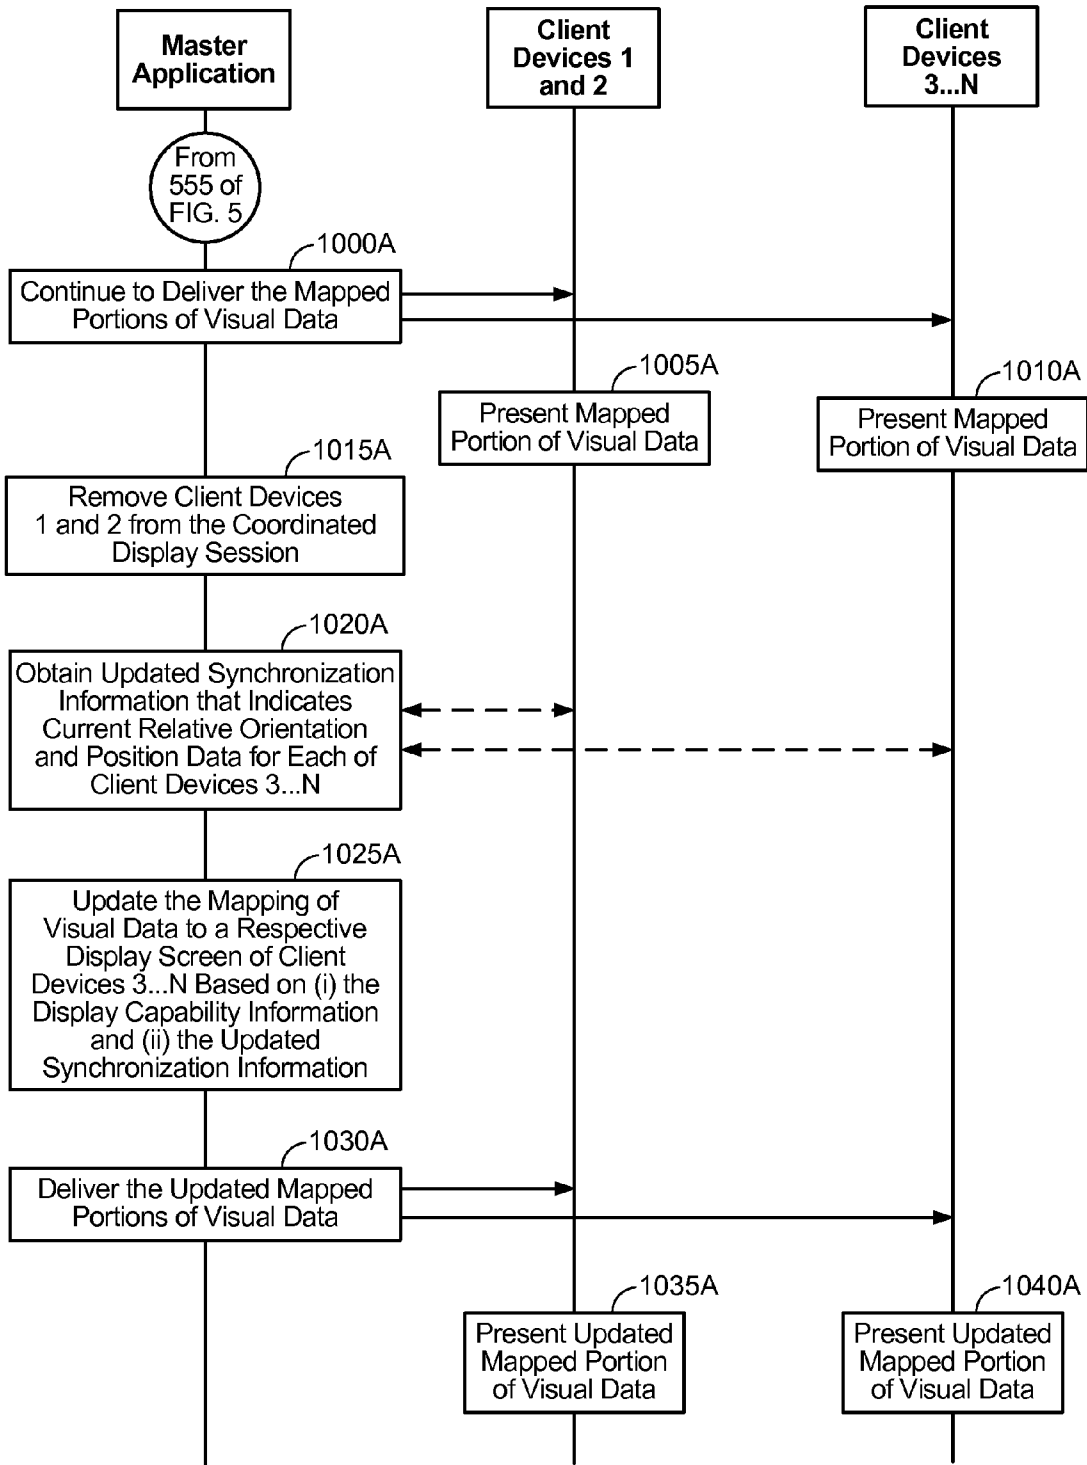 Master
Application
Client
Devices 1
and 2
Client
Devices
3...N
From
555 of
FIG. 5
1000A
Continue to Deliver the Mapped
Portions of Visual Data
1005A
Present Mapped
Portion of Visual Data
1010A
Present Mapped
Portion of Visual Data
1015A
Remove Client Devices
1 and 2 from the Coordinated
Display Session
1020A
Obtain Updated Synchronization
Information that Indicates
Current Relative Orientation
and Position Data for Each of
Client Devices 3...N
1025A
Update the Mapping of
Visual Data to a Respective
Display Screen of Client
Devices 3...N Based on (i) the
Display Capability Information
and (ii) the Updated
Synchronization Information
1030A
Deliver the Updated Mapped
Portions of Visual Data
1035A
Present Updated
Mapped Portion
of Visual Data
1040A
Present Updated
Mapped Portion
of Visual Data